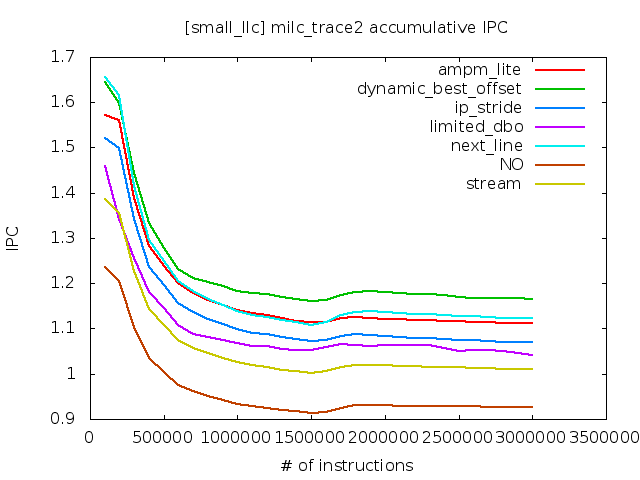 [small_llc] milc_trace2 accumulative IPC
1.7
1.6
1.5
1.4
1.3
1.2
1.1
1
0.9
IPC
ampm_lite
dynamic_best_offset
ip_stride
limited_dbo
next_line
NO
stream
0 500000 1000000 1500000 2000000 2500000 3000000 3500000
# of instructions